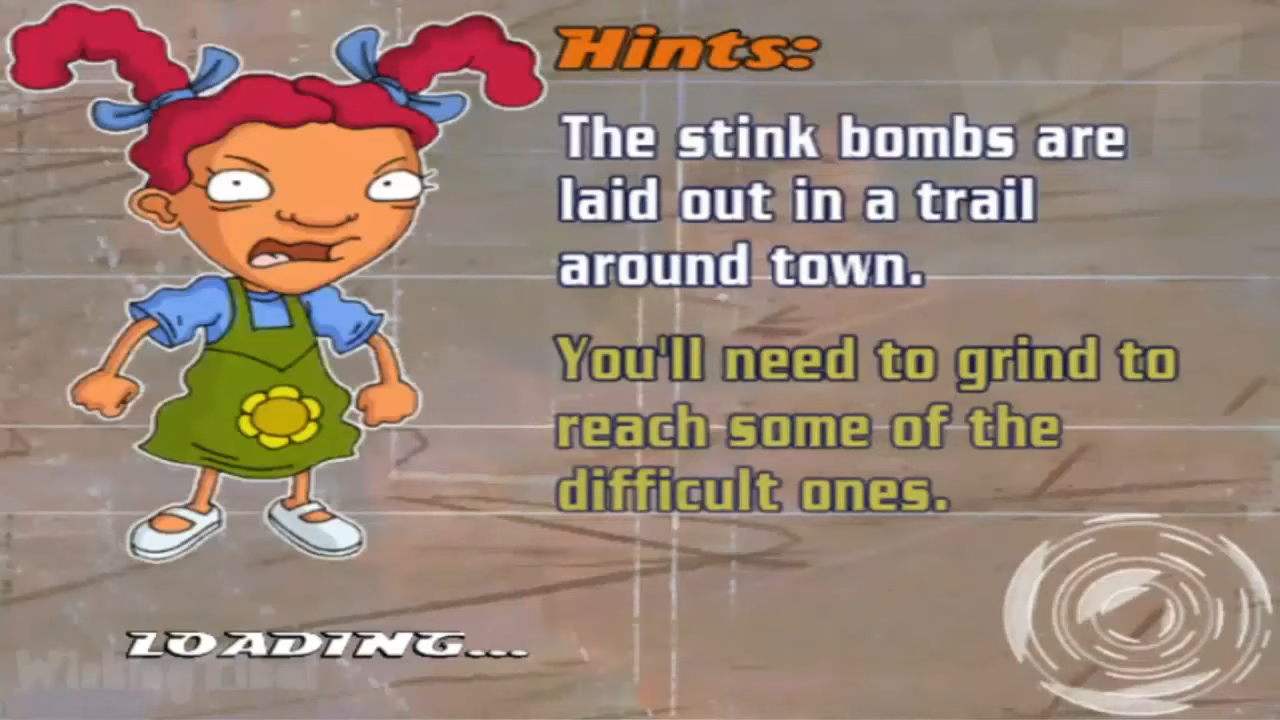 Hints:
The stink bombs are
laid out in a trail
around town.
You'll need to grind to
reach some of the
difficult ones.
LOADING...